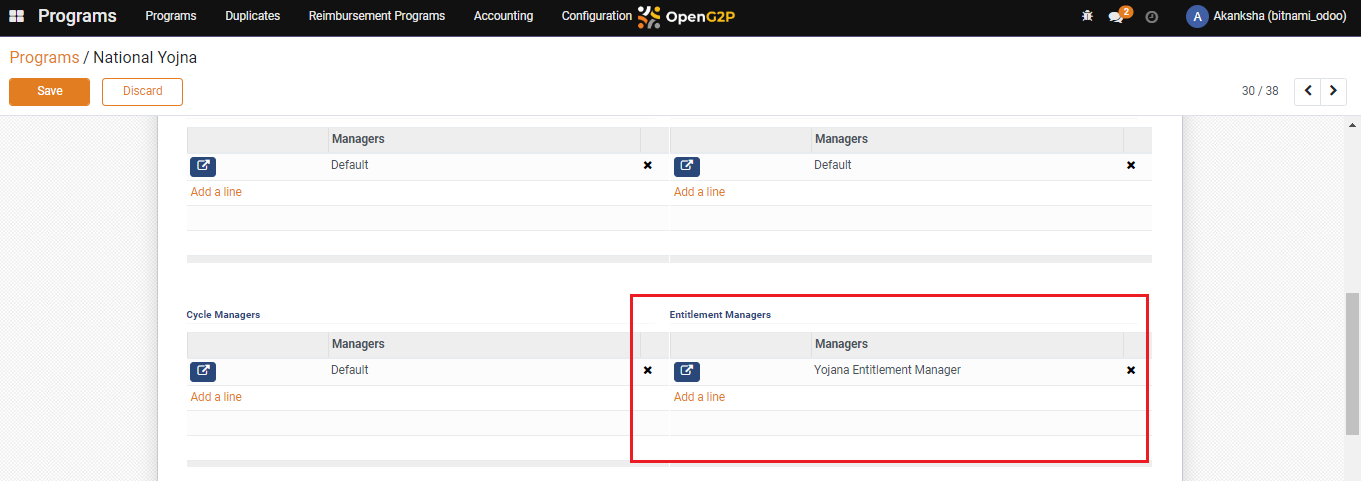 Programs Programs Duplicates Reimbursement Programs Accounting Configuration OpenG2P 2 A Akanksha (bitnami_odoo)
Programs / National Yojna
Save Discard 30 / 38
Managers Managers
Default Default
Add a line Add a line
Cycle Managers Entitlement Managers
Managers Managers
Default Yojana Entitlement Manager
Add a line Add a line